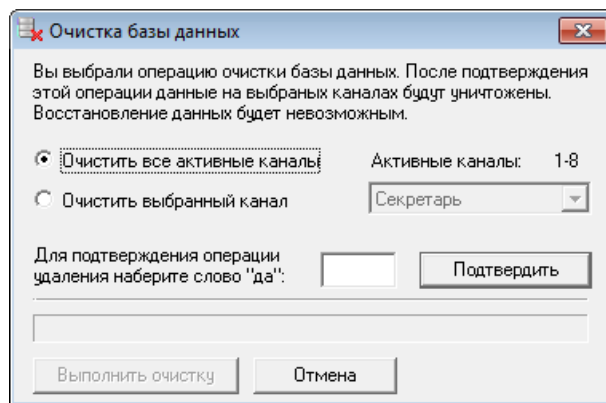 Очистка базы данных
Вы выбрали операцию очистки базы данных. После подтверждения
этой операции данные на выбраных каналах будут уничтожены.
Восстановление данных будет невозможным.
Очистить все активные каналы
Активные каналы: 1-8
Очистить выбранный канал
Секретарь
Для подтверждения операции
удаления наберите слово "да":
Подтвердить
Выполнить очистку
Отмена